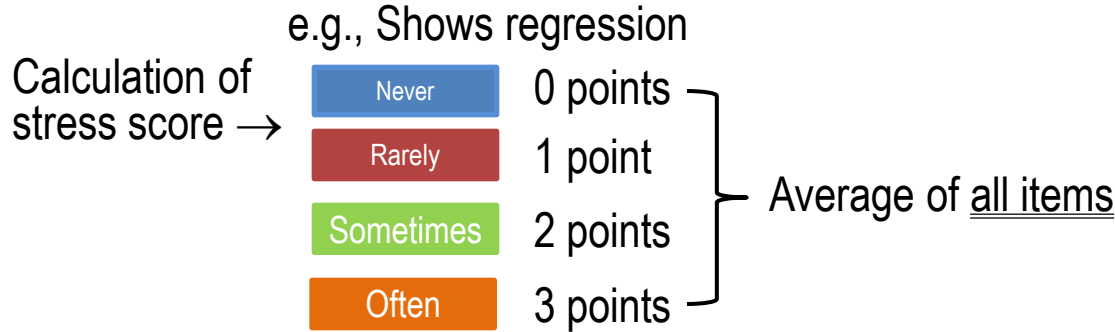 e.g., Shows regression
Calculation of
stress score →
Never 0 points
Rarely 1 point
Sometimes 2 points
Often 3 points
Average of all items